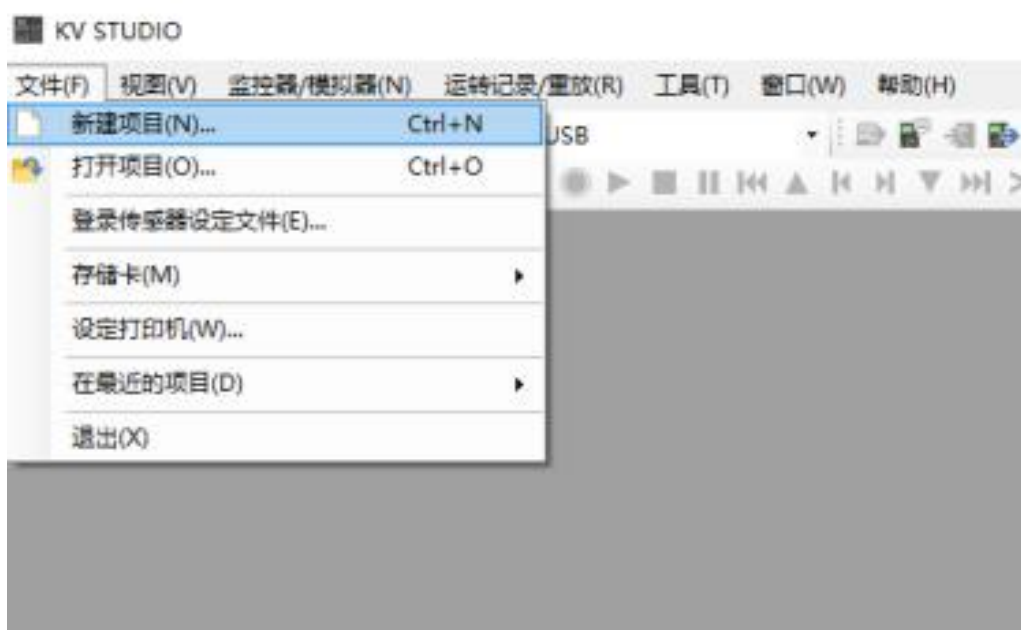 KV STUDIO
文件(F) 视图(V) 监控器/模拟器(N) 运转记录/重放(R) 工具(T) 窗口(W) 帮助(H)
新建项目(N)... Ctrl+N USB
打开项目(O)... Ctrl+O
登录传感器设定文件(E)...
存储卡(M)
设定打印机(W)...
在最近的项目(D)
退出(X)